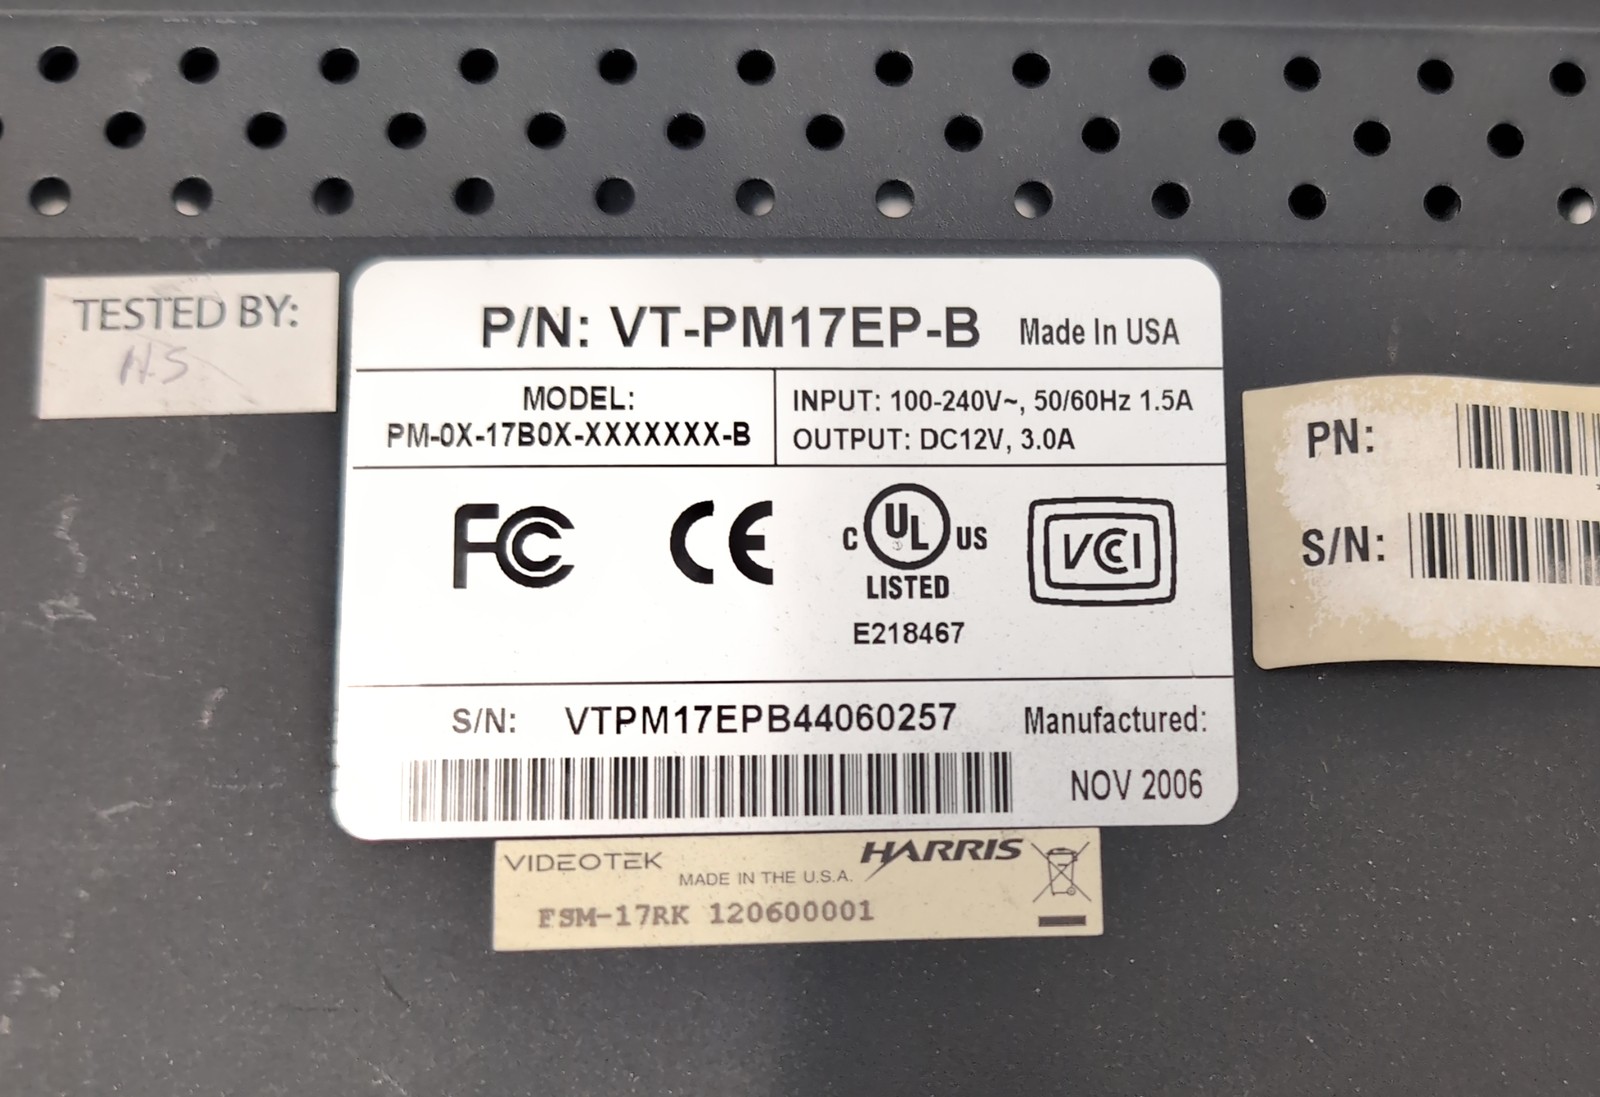 TESTED BY:
N.S
P/N: VT-PM17EP-B Made In USA
MODEL:
PM-0X-17B0X-XXXXXXX-B
INPUT: 100-240V~, 50/60Hz 1.5A
OUTPUT: DC12V, 3.0A
FC CE C UL US VCCI
LISTED
E218467
S/N: VTPM17EPB44060257 Manufactured:
NOV 2006
PN:
S/N:
VIDEOTEK HARRIS
MADE IN THE U.S.A.
FSM-17RK 120600001